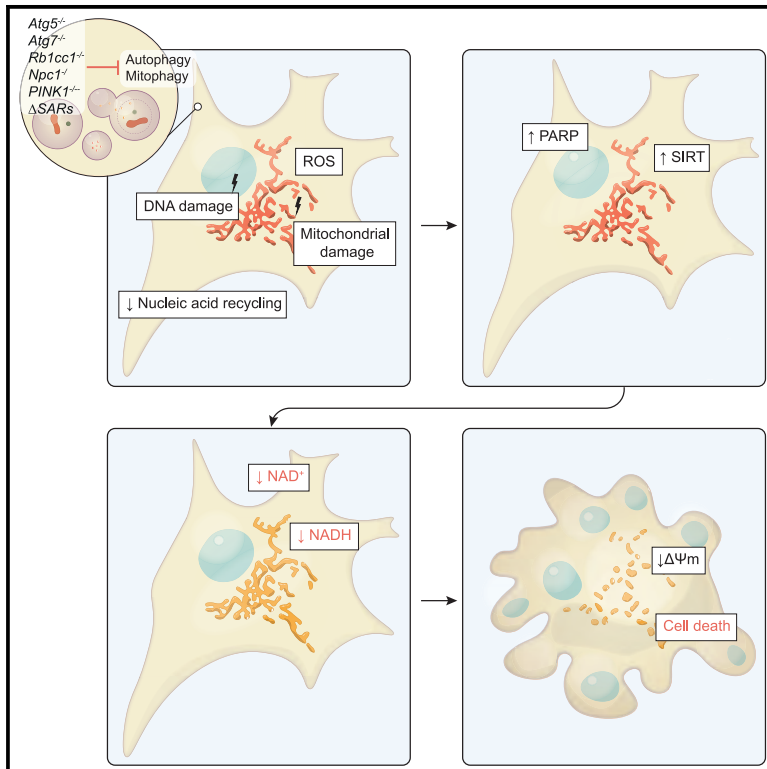 Atg5-/-
Atg7-/-
Rb1cc1-/-
Npc1-/
PINK1-/-
ΔSARs
Autophagy
Mitophagy
ROS
DNA damage
Mitochondrial
damage
↓ Nucleic acid recycling
↑ PARP
↑ SIRT
↓ NAD⁺
↓ NADH
↓ΔΨm
Cell death